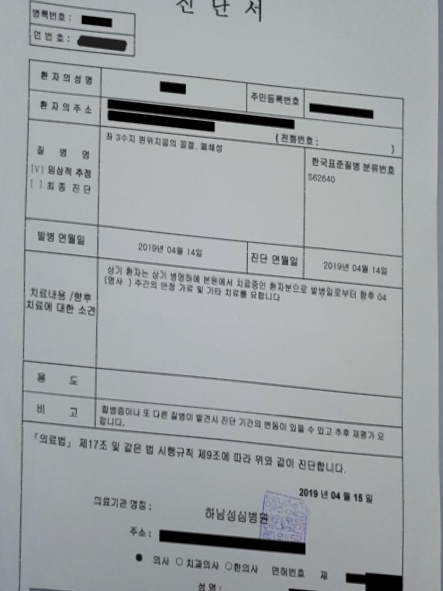 진 단 서
병록번호 :
연 번 호 :
환 자 의 성 명
주민등록번호
환 자 의 주 소
( 전화번호 : )
질 병 명
[V] 임상적 추정
[ ] 최 종 진 단
좌 3수지 원위지골의 골절, 폐쇄성
한국표준질병 분류번호
S62640
발병 연월일
2019년 04월 14일
진단 연월일
2019년 04월 14일
치료내용 /향후
치료에 대한 소견
상기 환자는 상기 병명하에 본원에서 치료중인 환자분으로 발병일로부터 향후 04
(영사 ) 주간의 안정 가료 및 기타 치료를 요합니다
용 도
비 고
합병증이나 또 다른 질병이 발견시 진단 기간의 변동이 있을 수 있고 추후 재평가 요
합니다.
「의료법」 제17조 및 같은 법 시행규칙 제9조에 따라 위와 같이 진단합니다.
2019 년 04 월 15 일
의료기관 명칭 :
하남성심병원
주소 :
● 의사 ○치과의사 ○한의사 면허번호 제
성 명 :